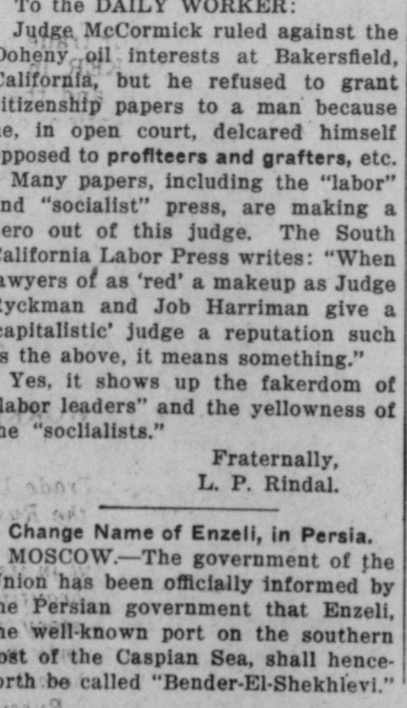 To the DAILY WORKER:
Judge McCormick ruled against the
Doheny oil interests at Bakersfield,
California, but he refused to grant
itizenship papers to a man because
e, in open court, delcared himself
pposed to profiteers and grafters, etc.
Many papers, including the "labor"
nd "socialist" press, are making a
ero out of this judge. The South
California Labor Press writes: "When
awyers of as 'red' a makeup as Judge
Ryckman and Job Harriman give a
capitalistic' judge a reputation such
s the above, it means something."
Yes, it shows up the fakerdom of
labor leaders" and the yellowness of
he "soclialists."
Fraternally,
L. P. Rindal.
Change Name of Enzeli, in Persia.
MOSCOW.—The government of the
Union has been officially informed by
he Persian government that Enzeli,
he well-known port on the southern
ost of the Caspian Sea, shall hence-
orth be called "Bender-El-Shekhlevi."